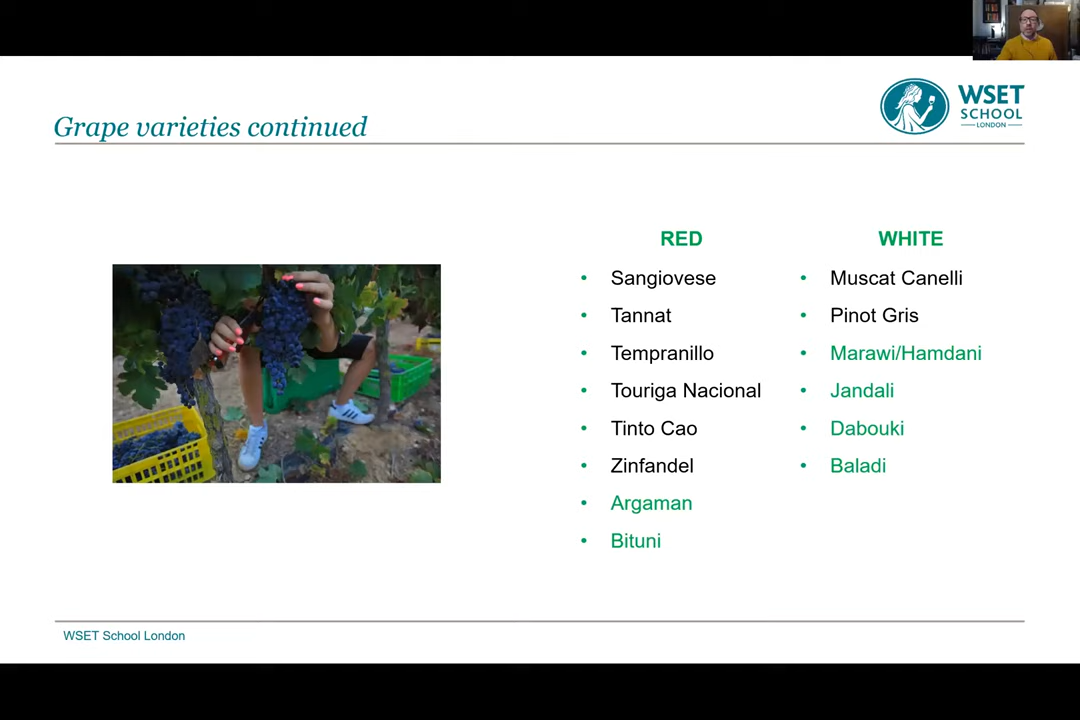 Grape varieties continued
WSET
SCHOOL
LONDON
RED
Sangiovese
Tannat
Tempranillo
Touriga Nacional
Tinto Cao
Zinfandel
Argaman
Bituni
WHITE
Muscat Canelli
Pinot Gris
Marawi/Hamdani
Jandali
Dabouki
Baladi
WSET School London